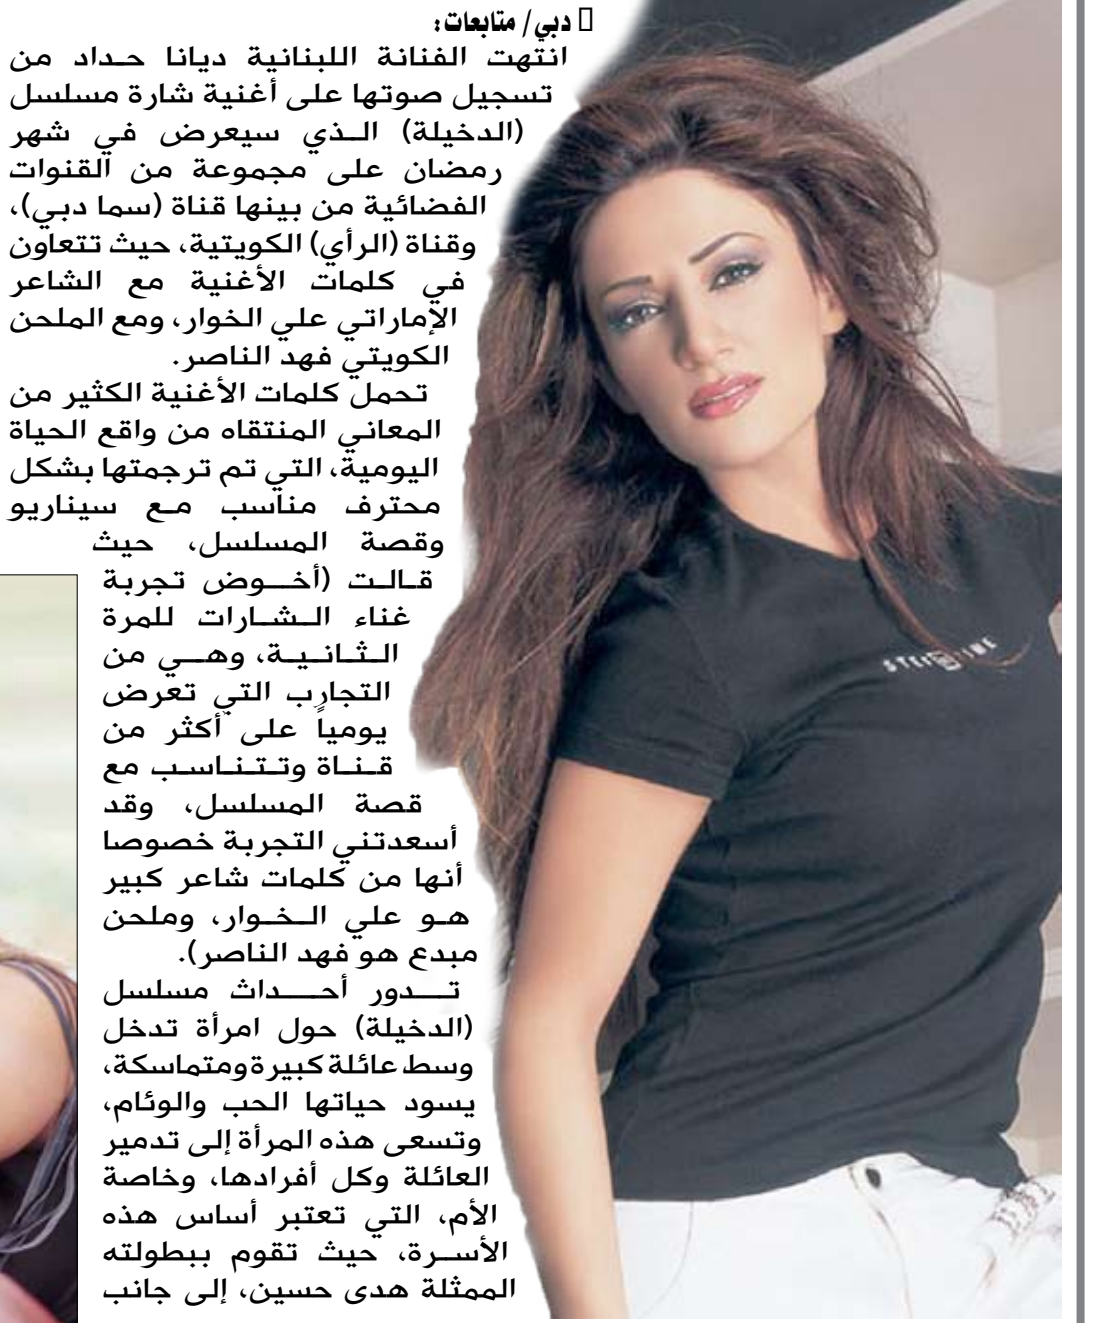 دبي/ متابعات:
انتهت الفنانة اللبنانية ديانا حداد من
تسجيل صوتها على أغنية شارة مسلسل
(الدخيلة) الذي سيعرض في شهر
رمضان على مجموعة من القنوات
الفضائية من بينها قناة (سما دبي)،
وقناة (الرأي) الكويتية، حيث تتعاون
في كلمات الأغنية مع الشاعر
الإماراتي علي الخوار، ومع الملحن
الكويتي فهد الناصر.
تحمل كلمات الأغنية الكثير من
المعاني المنتقاه من واقع الحياة
اليومية، التي تم ترجمتها بشكل
محترف مناسب مع سيناريو
وقصة المسلسل، حيث
قالت (أخوض تجربة
غناء الشارات للمرة
الثانية، وهي من
التجارب التي تعرض
يومياً على أكثر من
قناة وتتناسب مع
قصة المسلسل، وقد
أسعدتني التجربة خصوصا
أنها من كلمات شاعر كبير
هو علي الخوار، وملحن
مبدع هو فهد الناصر).
تدور أحداث مسلسل
(الدخيلة) حول امرأة تدخل
وسط عائلة كبيرة ومتماسكة،
يسود حياتها الحب والوئام،
وتسعى هذه المرأة إلى تدمير
العائلة وكل أفرادها، وخاصة
الأم، التي تعتبر أساس هذه
الأسرة، حيث تقوم ببطولته
الممثلة هدى حسين، إلى جانب